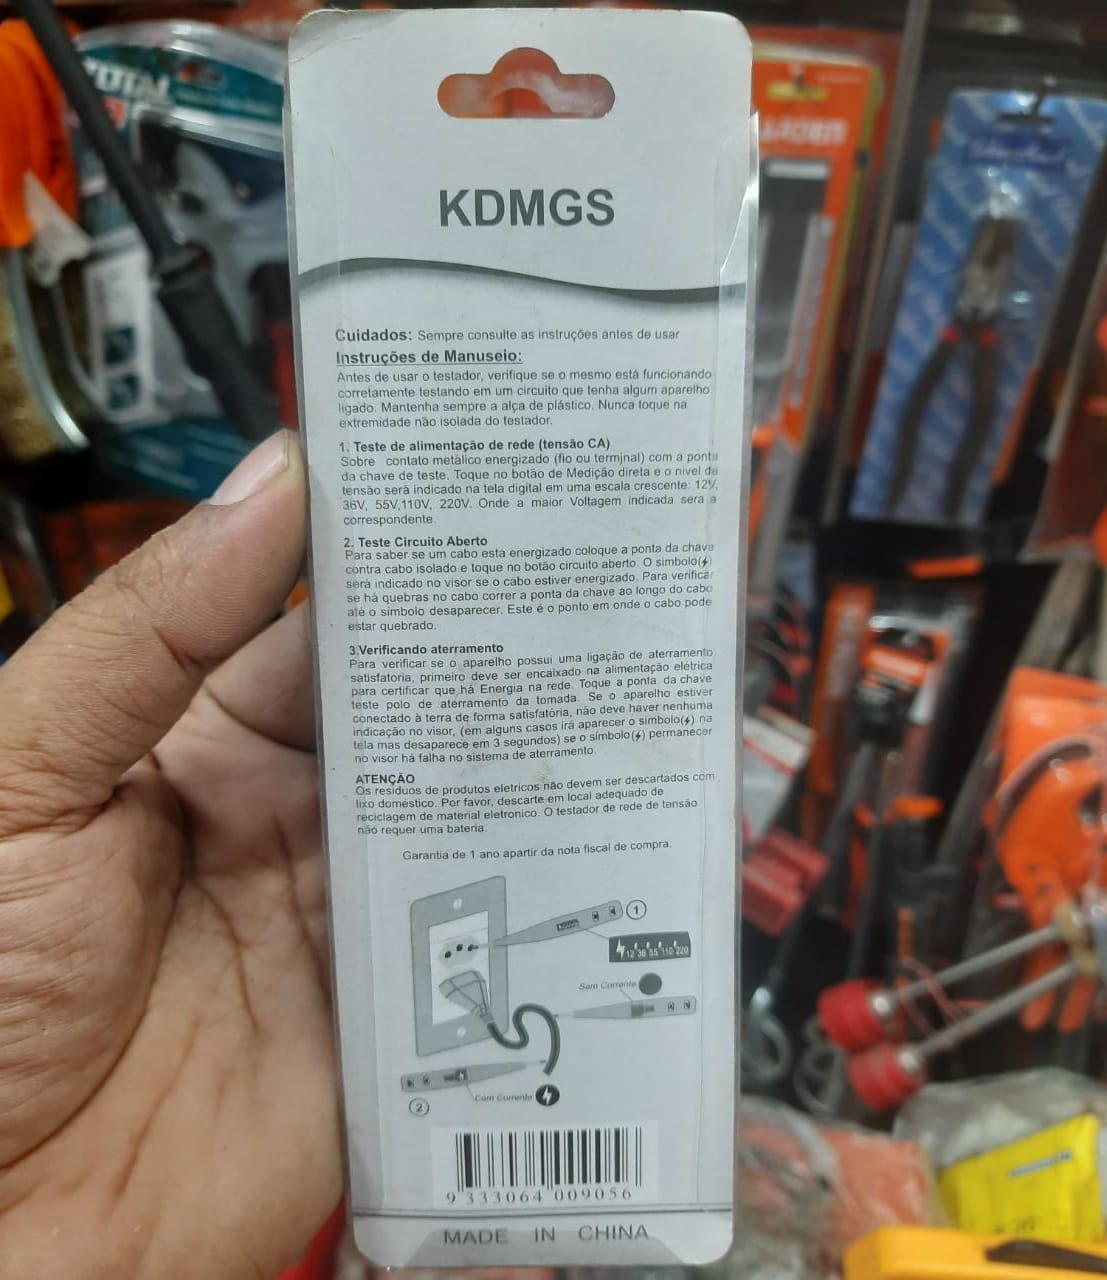 TOTAL
KDMGS
Cuidados: Sempre consulte as instruções antes de usar
Instruções de Manuseio:
Antes de usar o testador, verifique se o mesmo está funcionando
corretamente testando em um circuito que tenha algum aparelho
ligado. Mantenha sempre a alça de plástico. Nunca toque na
extremidade não isolada do testador.
1. Teste de alimentação de rede (tensão CA)
Sobre contato metálico energizado (fio ou terminal) com a ponta
da chave de teste. Toque no botão de Medição direta e o nivel de
tensão será indicado na tela digital em uma escala crescente: 12V,
36V, 55V,110V, 220V. Onde a maior Voltagem indicada sera a
correspondente.
2. Teste Circuito Aberto
Para saber se um cabo esta energizado coloque a ponta da chave
contra cabo isolado e toque no botão circuito aberto. O simbolo(⚡)
será indicado no visor se o cabo estiver energizado. Para verificar
se há quebras no cabo correr a ponta da chave ao longo do cabo
até o simbolo desaparecer. Este é o ponto em onde o cabo pode
estar quebrado.
3.Verificando aterramento
Para verificar se o aparelho possui uma ligação de aterramento
satisfatoria, primeiro deve ser encaixado na alimentação elétrica
para certificar que há Energia na rede. Toque a ponta da chave
teste polo de aterramento da tomada. Se o aparelho estiver
conectado à terra de forma satisfatória, não deve haver nenhuma
indicação no visor, (em alguns casos irá aparecer o simbolo(⚡) na
tela mas desaparece em 3 segundos) se o símbolo(⚡) permanecer
no visor há falha no sistema de aterramento.
ATENÇÃO
Os residuos de produtos eletricos não devem ser descartados com
lixo doméstico. Por favor, descarte em local adequado de
reciclagem de material eletronico. O testador de rede de tensão
não requer uma bateria.
Garantia de 1 ano apartir da nota fiscal de compra.
1
12 36 55 110 220
Sem Corrente
Com Corrente
2
9 333064 009056
MADE IN CHINA